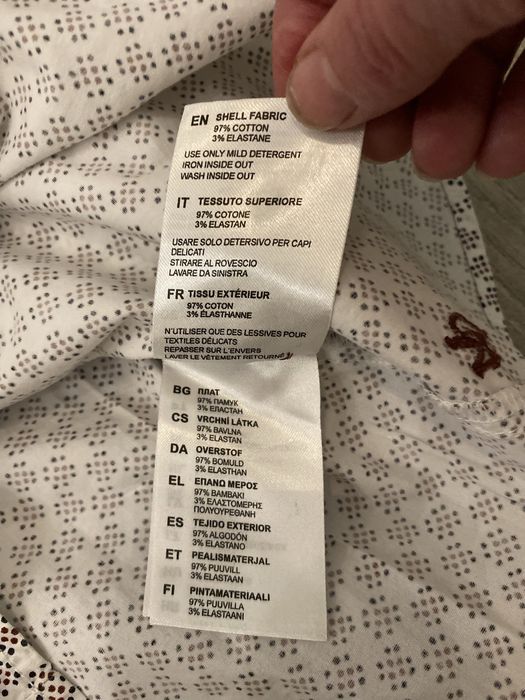 EN SHELL FABRIC
97% COTTON
3% ELASTANE
USE ONLY MILD DETERGENT
IRON INSIDE OUT
WASH INSIDE OUT
IT TESSUTO SUPERIORE
97% COTONE
3% ELASTAN
USARE SOLO DETERSIVO PER CAPI
DELICATI
STIRARE AL ROVESCIO
LAVARE DA SINISTRA
FR TISSU EXTÉRIEUR
97% COTON
3% ÉLASTHANNE
N'UTILISER QUE DES LESSIVES POUR
TEXTILES DÉLICATS
REPASSER SUR L'ENVERS
LAVER LE VÊTEMENT RETOURNÉ
BG ПЛАТ
97% ПАМУК
3% ЕЛАСТАН
CS VRCHNÍ LÁTKA
97% BAVLNA
3% ELASTAN
DA OVERSTOF
97% BOMULD
3% ELASTHAN
EL ΕΠΑΝΩ ΜΕΡΟΣ
97% ΒΑΜΒΑΚΙ
3% ΕΛΑΣΤΟΜΕΡΗΣ
ΠΟΛΥΟΥΡΕΘΑΝΗ
ES TEJIDO EXTERIOR
97% ALGODÓN
3% ELASTANO
ET PEALISMATERJAL
97% PUUVILL
3% ELASTAAN
FI PINTAMATERIAALI
97% PUUVILLA
3% ELASTAANI